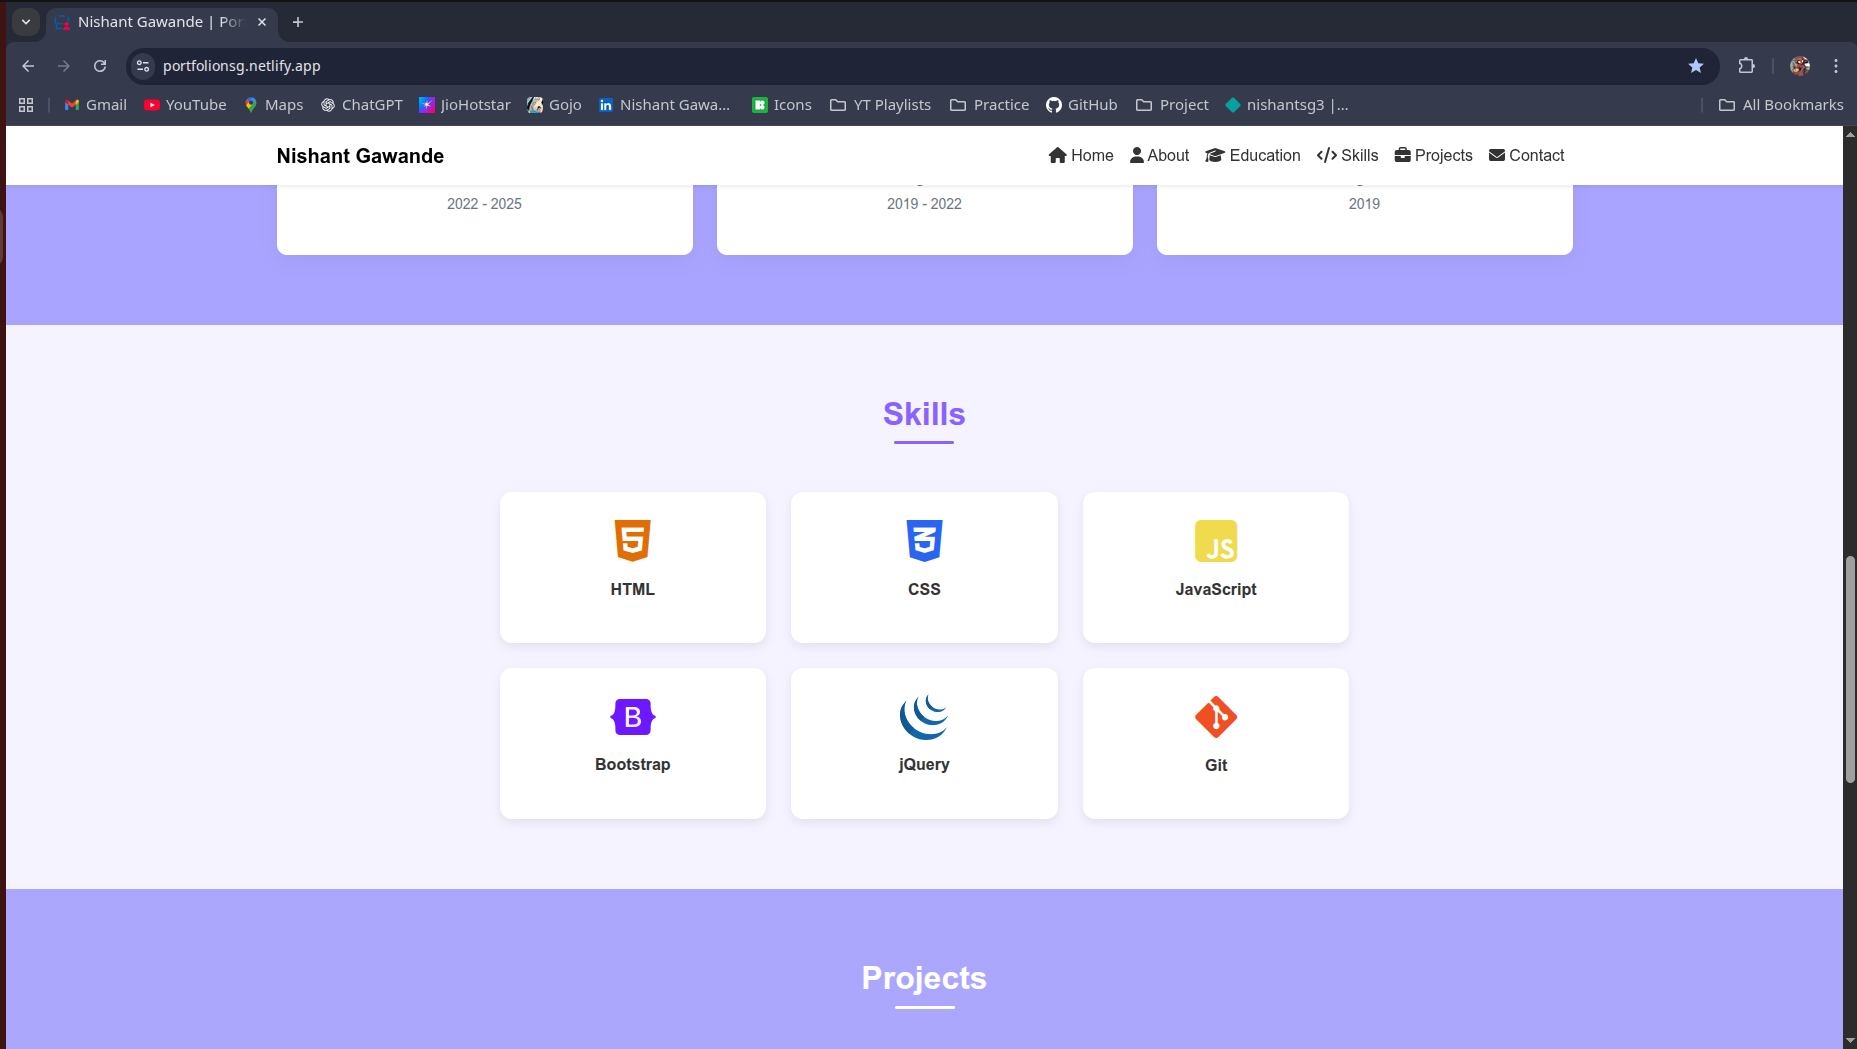 Nishant Gawande | Por
portfolionsg.netlify.app
Gmail YouTube Maps ChatGPT JioHotstar Gojo Nishant Gawa... Icons YT Playlists Practice GitHub Project nishantsg3 |... All Bookmarks
Nishant Gawande Home About Education Skills Projects Contact
2022 - 2025 2019 - 2022 2019
Skills
HTML CSS JS JavaScript
B Bootstrap jQuery Git
Projects